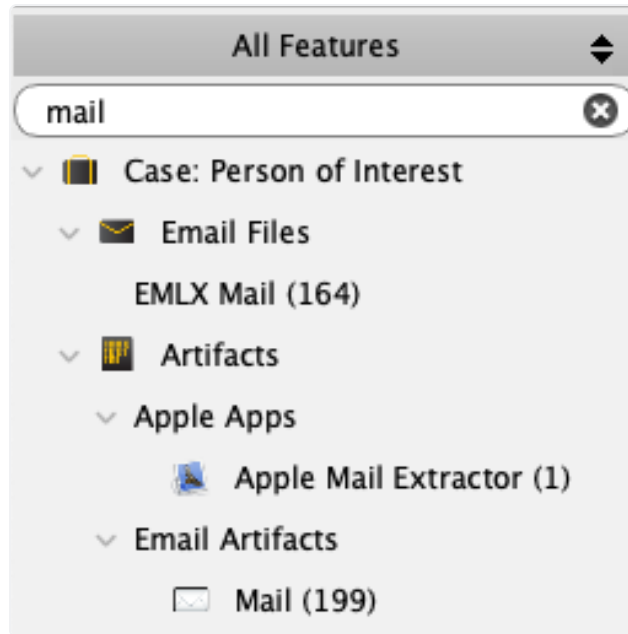 All Features
mail
Case: Person of Interest
Email Files
EMLX Mail (164)
Artifacts
Apple Apps
Apple Mail Extractor (1)
Email Artifacts
Mail (199)